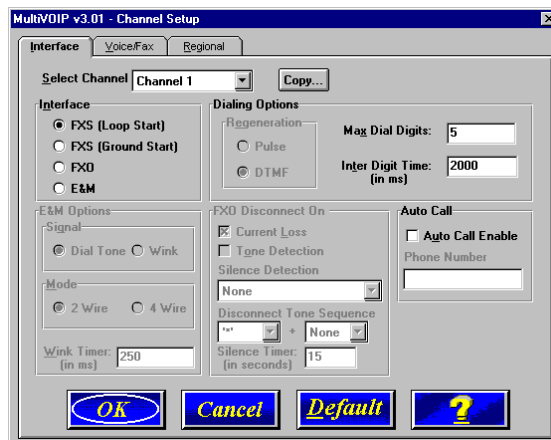 MultiVOIP v3.01 - Channel Setup
Interface
Voice/Fax
Regional
Select Channel
Channel 1
Copy...
Interface
FXS (Loop Start)
FXS (Ground Start)
FXO
E&M
Dialing Options
Regeneration
Pulse
DTMF
Max Dial Digits:
5
Inter Digit Time:
(in ms)
2000
E&M Options
Signal
Dial Tone
Wink
Mode
2 Wire
4 Wire
Wink Timer:
(in ms)
250
FXO Disconnect On
Current Loss
Tone Detection
Silence Detection
None
Disconnect Tone Sequence
'*'
+
None
Silence Timer:
(in seconds)
15
Auto Call
Auto Call Enable
Phone Number
OK
Cancel
Default
?